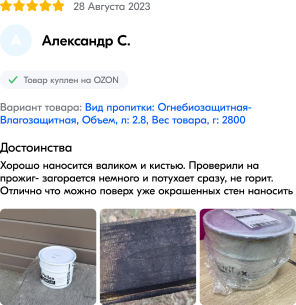 28 Августа 2023
А
Александр С.
Товар куплен на OZON
Вариант товара: Вид пропитки: Огнебиозащитная-
Влагозащитная, Объем, л: 2.8, Вес товара, г: 2800
Достоинства
Хорошо наносится валиком и кистью. Проверили на
прожиг- загорается немного и потухает сразу, не горит.
Отлично что можно поверх уже окрашенных стен наносить